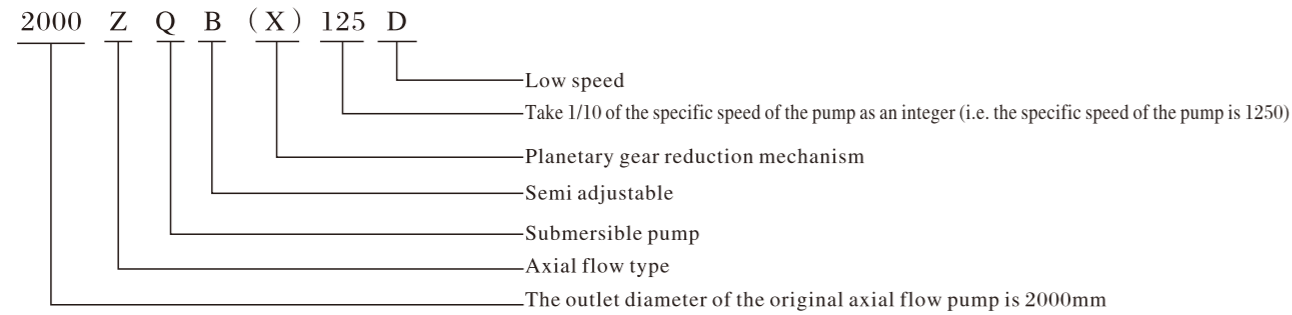 2000 Z Q B (X) 125 D
Low speed
Take 1/10 of the specific speed of the pump as an integer (i.e. the specific speed of the pump is 1250)
Planetary gear reduction mechanism
Semi adjustable
Submersible pump
Axial flow type
The outlet diameter of the original axial flow pump is 2000mm